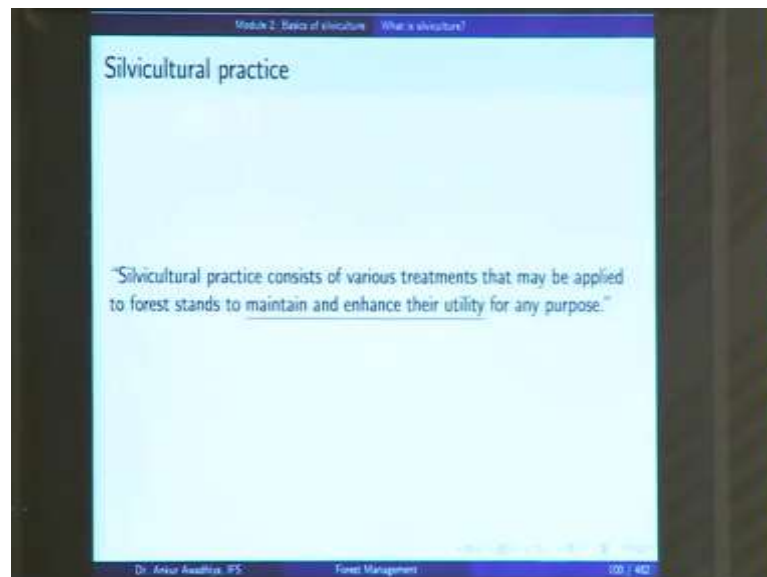 Module 2: Basics of silviculture What is silviculture?
Silvicultural practice
"Silvicultural practice consists of various treatments that may be applied
to forest stands to maintain and enhance their utility for any purpose."
Dr. Ankur Awadhiya, IFS Forest Management 100 / 482